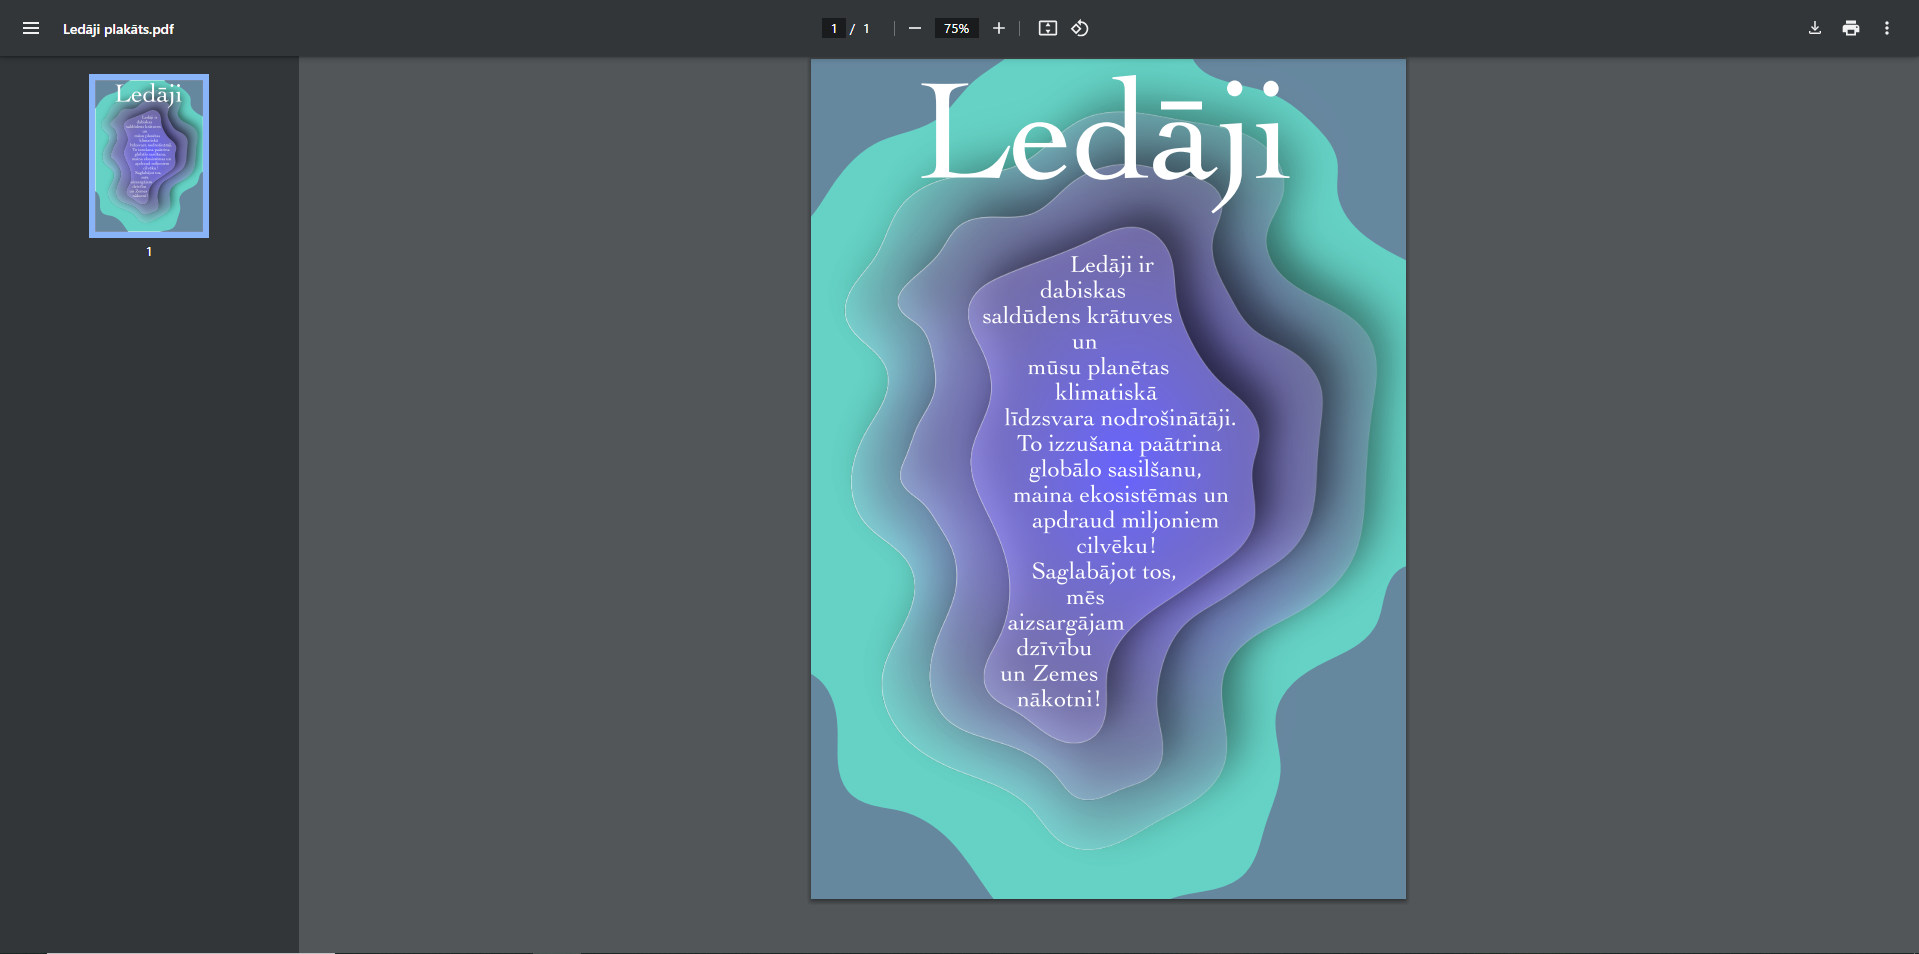 Ledāji plakāts.pdf
1 / 1
75%
1
Ledāji
Ledāji ir
dabiskas
saldūdens krātuves
un
mūsu planētas
klimatiskā
līdzsvara nodrošinātāji.
To izzušana paātrina
globālo sasilšanu,
maina ekosistēmas un
apdraud miljoniem
cilvēku!
Saglabājot tos,
mēs
aizsargājam
dzīvību
un Zemes
nākotni!